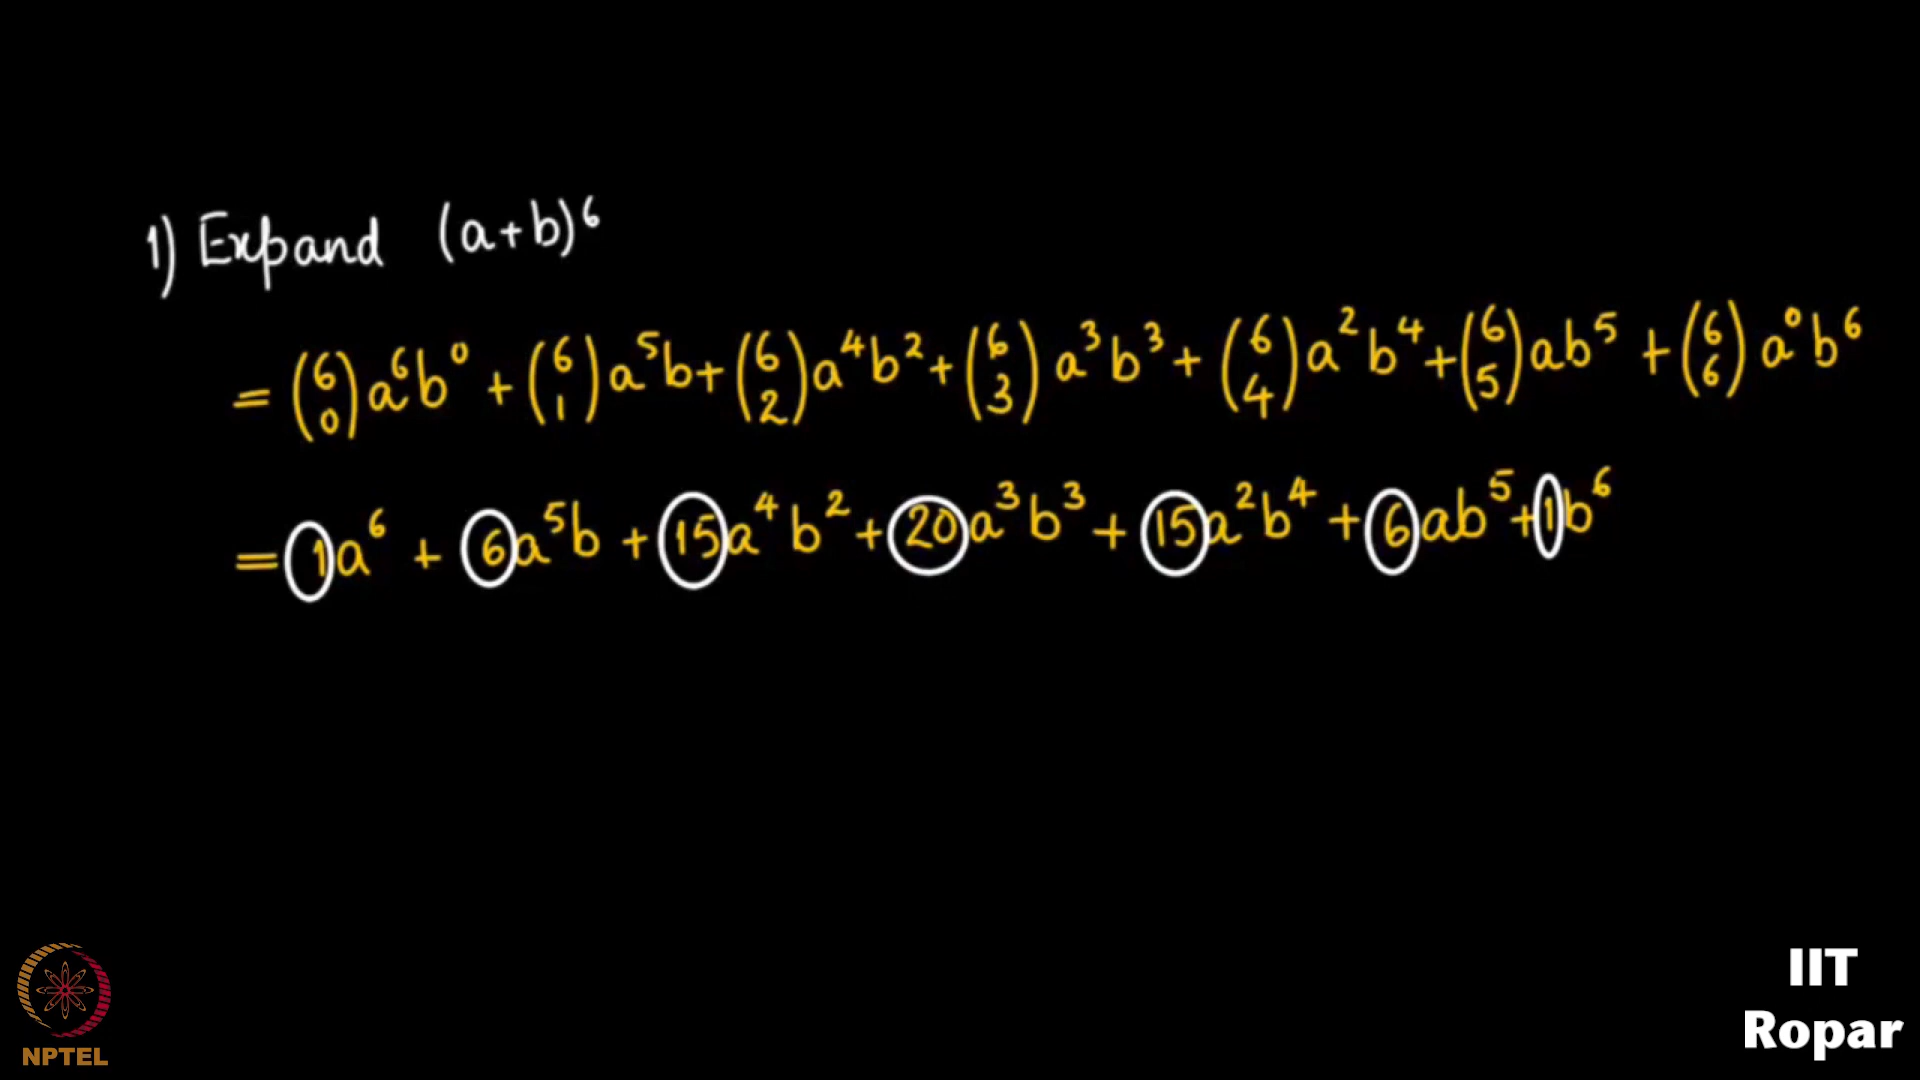 1) Expand (a+b)⁶
= (6 0) a⁶b⁰ + (6 1) a⁵b + (6 2) a⁴b² + (6 3) a³b³ + (6 4) a²b⁴ + (6 5) ab⁵ + (6 6) a⁰b⁶
= 1a⁶ + 6a⁵b + 15a⁴b² + 20a³b³ + 15a²b⁴ + 6ab⁵ + 1b⁶
NPTEL
IIT
Ropar